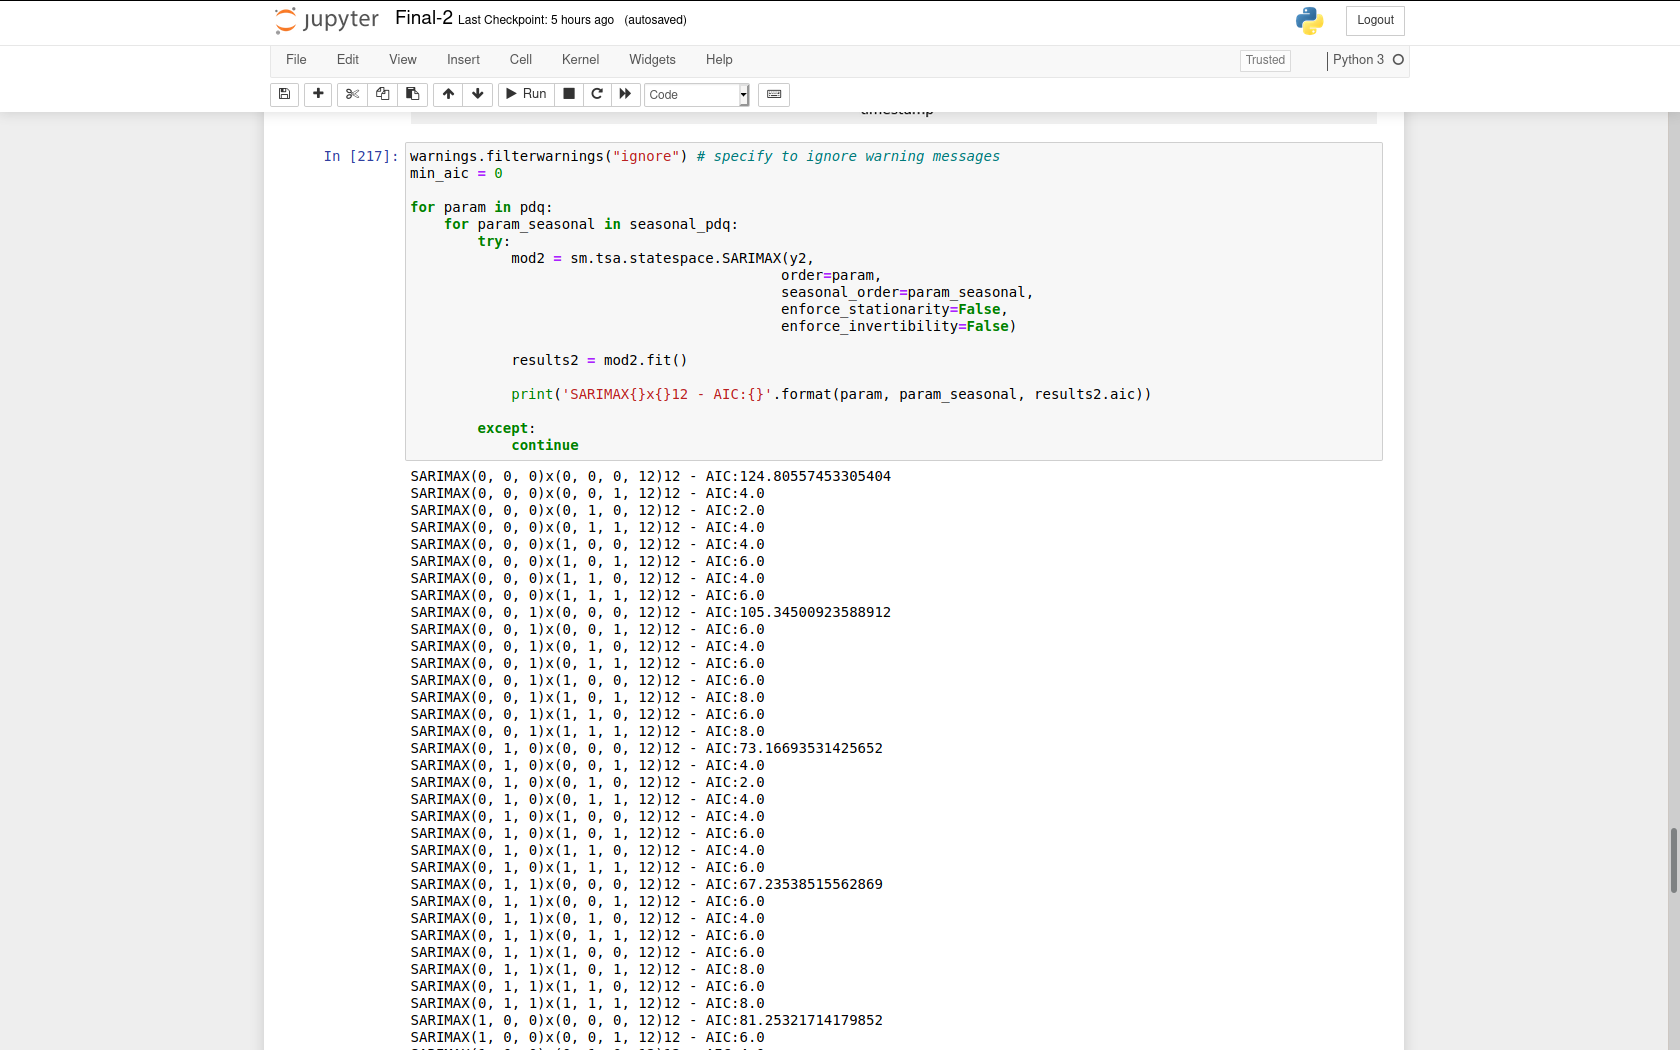 jupyter Final-2 Last Checkpoint: 5 hours ago (autosaved) Logout
File Edit View Insert Cell Kernel Widgets Help Trusted Python 3
Run Code
timestamp
In [217]: warnings.filterwarnings("ignore") # specify to ignore warning messages
min_aic = 0
for param in pdq:
    for param_seasonal in seasonal_pdq:
        try:
            mod2 = sm.tsa.statespace.SARIMAX(y2,
                                            order=param,
                                            seasonal_order=param_seasonal,
                                            enforce_stationarity=False,
                                            enforce_invertibility=False)
            results2 = mod2.fit()
            print('SARIMAX{}x{}12 - AIC:{}'.format(param, param_seasonal, results2.aic))
        except:
            continue
SARIMAX(0, 0, 0)x(0, 0, 0, 12)12 - AIC:124.80557453305404
SARIMAX(0, 0, 0)x(0, 0, 1, 12)12 - AIC:4.0
SARIMAX(0, 0, 0)x(0, 1, 0, 12)12 - AIC:2.0
SARIMAX(0, 0, 0)x(0, 1, 1, 12)12 - AIC:4.0
SARIMAX(0, 0, 0)x(1, 0, 0, 12)12 - AIC:4.0
SARIMAX(0, 0, 0)x(1, 0, 1, 12)12 - AIC:6.0
SARIMAX(0, 0, 0)x(1, 1, 0, 12)12 - AIC:4.0
SARIMAX(0, 0, 0)x(1, 1, 1, 12)12 - AIC:6.0
SARIMAX(0, 0, 1)x(0, 0, 0, 12)12 - AIC:105.34500923588912
SARIMAX(0, 0, 1)x(0, 0, 1, 12)12 - AIC:6.0
SARIMAX(0, 0, 1)x(0, 1, 0, 12)12 - AIC:4.0
SARIMAX(0, 0, 1)x(0, 1, 1, 12)12 - AIC:6.0
SARIMAX(0, 0, 1)x(1, 0, 0, 12)12 - AIC:6.0
SARIMAX(0, 0, 1)x(1, 0, 1, 12)12 - AIC:8.0
SARIMAX(0, 0, 1)x(1, 1, 0, 12)12 - AIC:6.0
SARIMAX(0, 0, 1)x(1, 1, 1, 12)12 - AIC:8.0
SARIMAX(0, 1, 0)x(0, 0, 0, 12)12 - AIC:73.16693531425652
SARIMAX(0, 1, 0)x(0, 0, 1, 12)12 - AIC:4.0
SARIMAX(0, 1, 0)x(0, 1, 0, 12)12 - AIC:2.0
SARIMAX(0, 1, 0)x(0, 1, 1, 12)12 - AIC:4.0
SARIMAX(0, 1, 0)x(1, 0, 0, 12)12 - AIC:4.0
SARIMAX(0, 1, 0)x(1, 0, 1, 12)12 - AIC:6.0
SARIMAX(0, 1, 0)x(1, 1, 0, 12)12 - AIC:4.0
SARIMAX(0, 1, 0)x(1, 1, 1, 12)12 - AIC:6.0
SARIMAX(0, 1, 1)x(0, 0, 0, 12)12 - AIC:67.23538515562869
SARIMAX(0, 1, 1)x(0, 0, 1, 12)12 - AIC:6.0
SARIMAX(0, 1, 1)x(0, 1, 0, 12)12 - AIC:4.0
SARIMAX(0, 1, 1)x(0, 1, 1, 12)12 - AIC:6.0
SARIMAX(0, 1, 1)x(1, 0, 0, 12)12 - AIC:6.0
SARIMAX(0, 1, 1)x(1, 0, 1, 12)12 - AIC:8.0
SARIMAX(0, 1, 1)x(1, 1, 0, 12)12 - AIC:6.0
SARIMAX(0, 1, 1)x(1, 1, 1, 12)12 - AIC:8.0
SARIMAX(1, 0, 0)x(0, 0, 0, 12)12 - AIC:81.25321714179852
SARIMAX(1, 0, 0)x(0, 0, 1, 12)12 - AIC:6.0